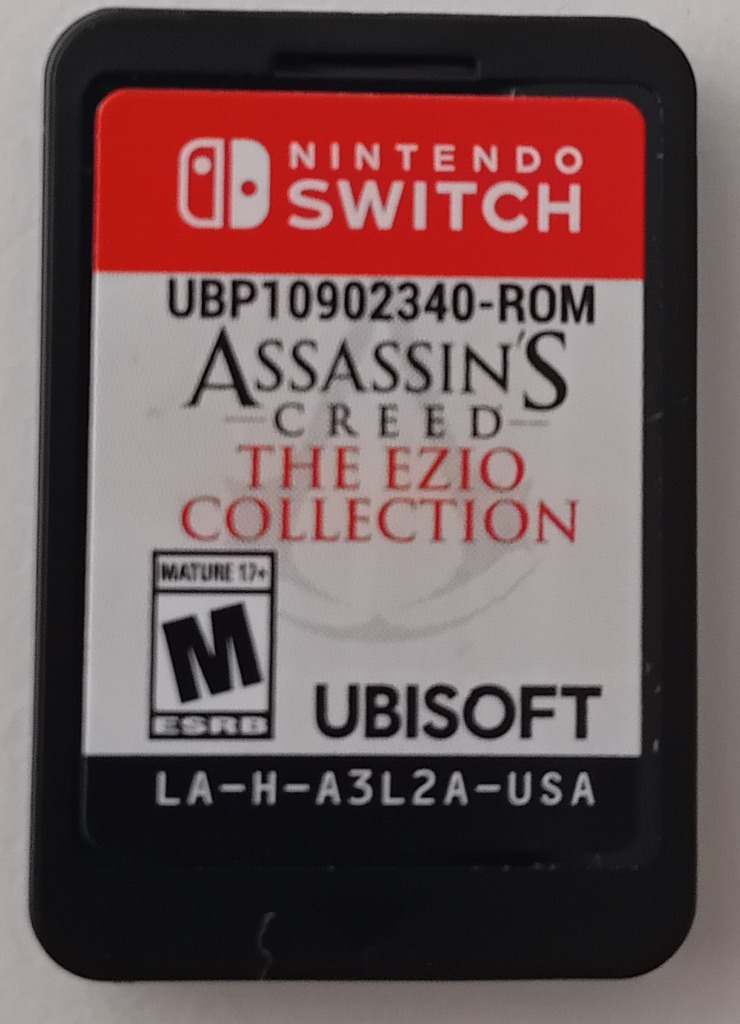 NINTENDO
SWITCH
UBP10902340-ROM
ASSASSIN'S
CREED
THE EZIO
COLLECTION
MATURE 17+
M
ESRB
UBISOFT
LA-H-A3L2A-USA